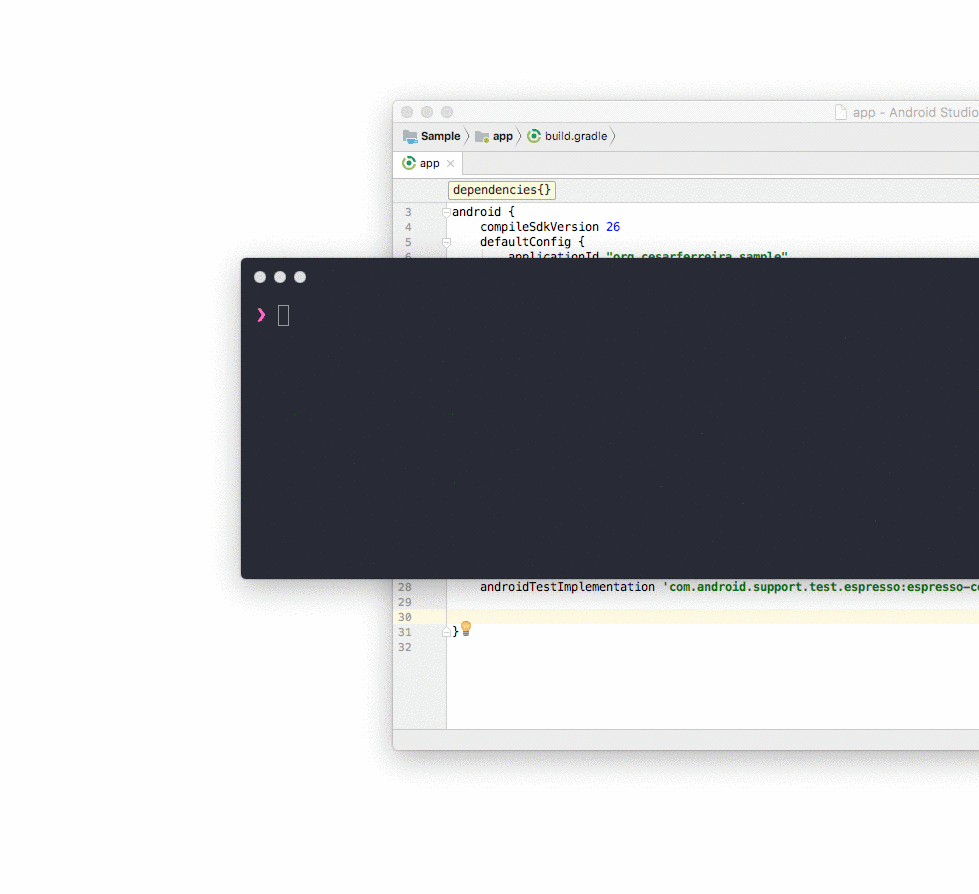 app - Android Studio
Sample app build.gradle
app
dependencies{}
3 android {
4 compileSdkVersion 26
5 defaultConfig {
6 applicationId "org.cesarferreira.sample"
❯
28 androidTestImplementation 'com.android.support.test.espresso:espresso-co
29
30
31 }
32